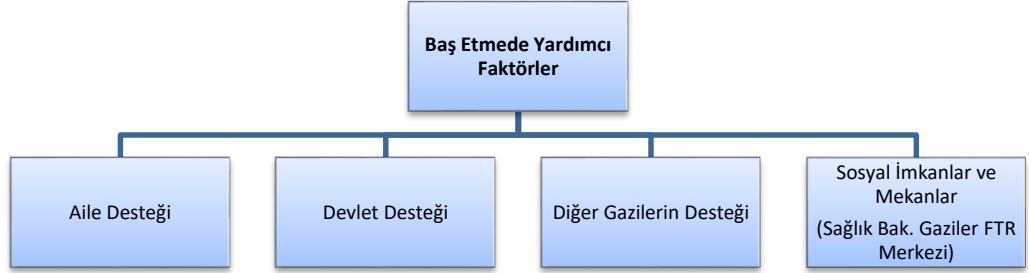 Baş Etmede Yardımcı
Faktörler
Aile Desteği
Devlet Desteği
Diğer Gazilerin Desteği
Sosyal İmkanlar ve
Mekanlar
(Sağlık Bak. Gaziler FTR
Merkezi)